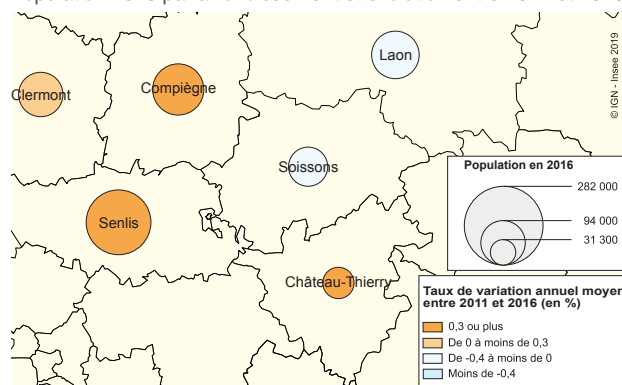 Laon
Clermont
Compiègne
© IGN - Insee 2019
Soissons
Senlis
Château-Thierry
Population en 2016
282 000
94 000
31 300
Taux de variation annuel moyen
entre 2011 et 2016 (en %)
0,3 ou plus
De 0 à moins de 0,3
De -0,4 à moins de 0
Moins de -0,4